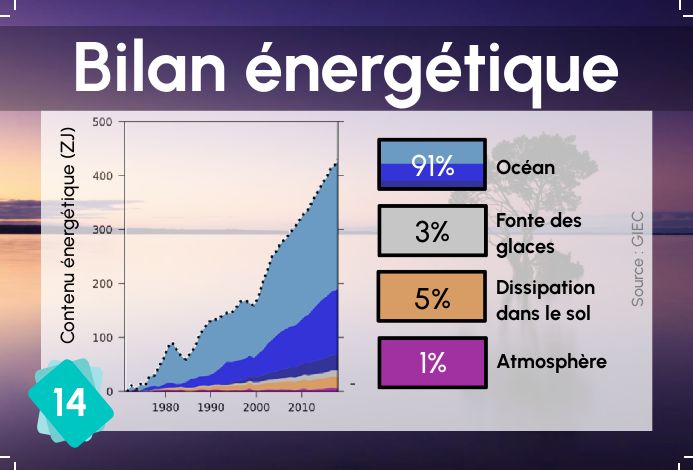 Bilan énergétique
Contenu énergétique (ZJ)
500
400
300
200
100
0
1980 1990 2000 2010
91% Océan
3% Fonte des
glaces
5% Dissipation
dans le sol
1% Atmosphère
Source : GIEC
14